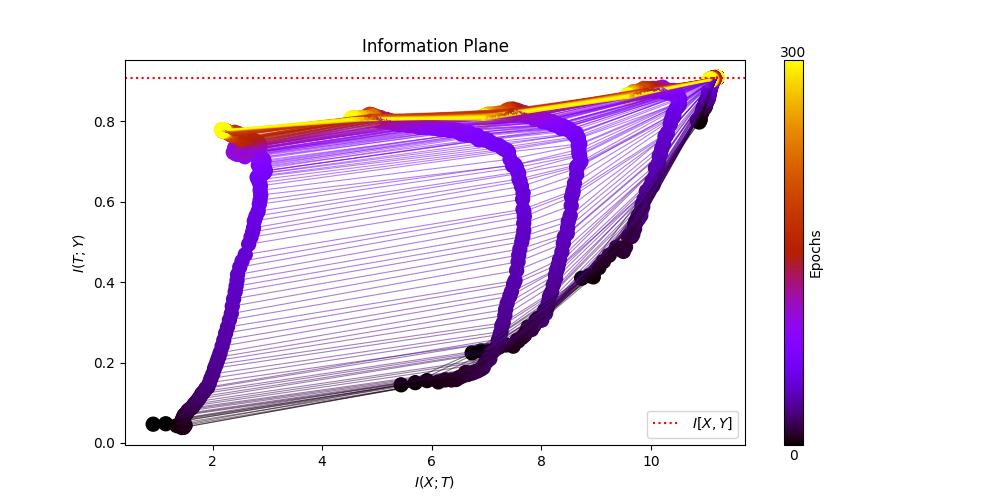 Information Plane
300
0.8
0.6
0.4
0.2
0.0
I(T; Y)
Epochs
I[X, Y]
0
2 4 6 8 10
I(X; T)